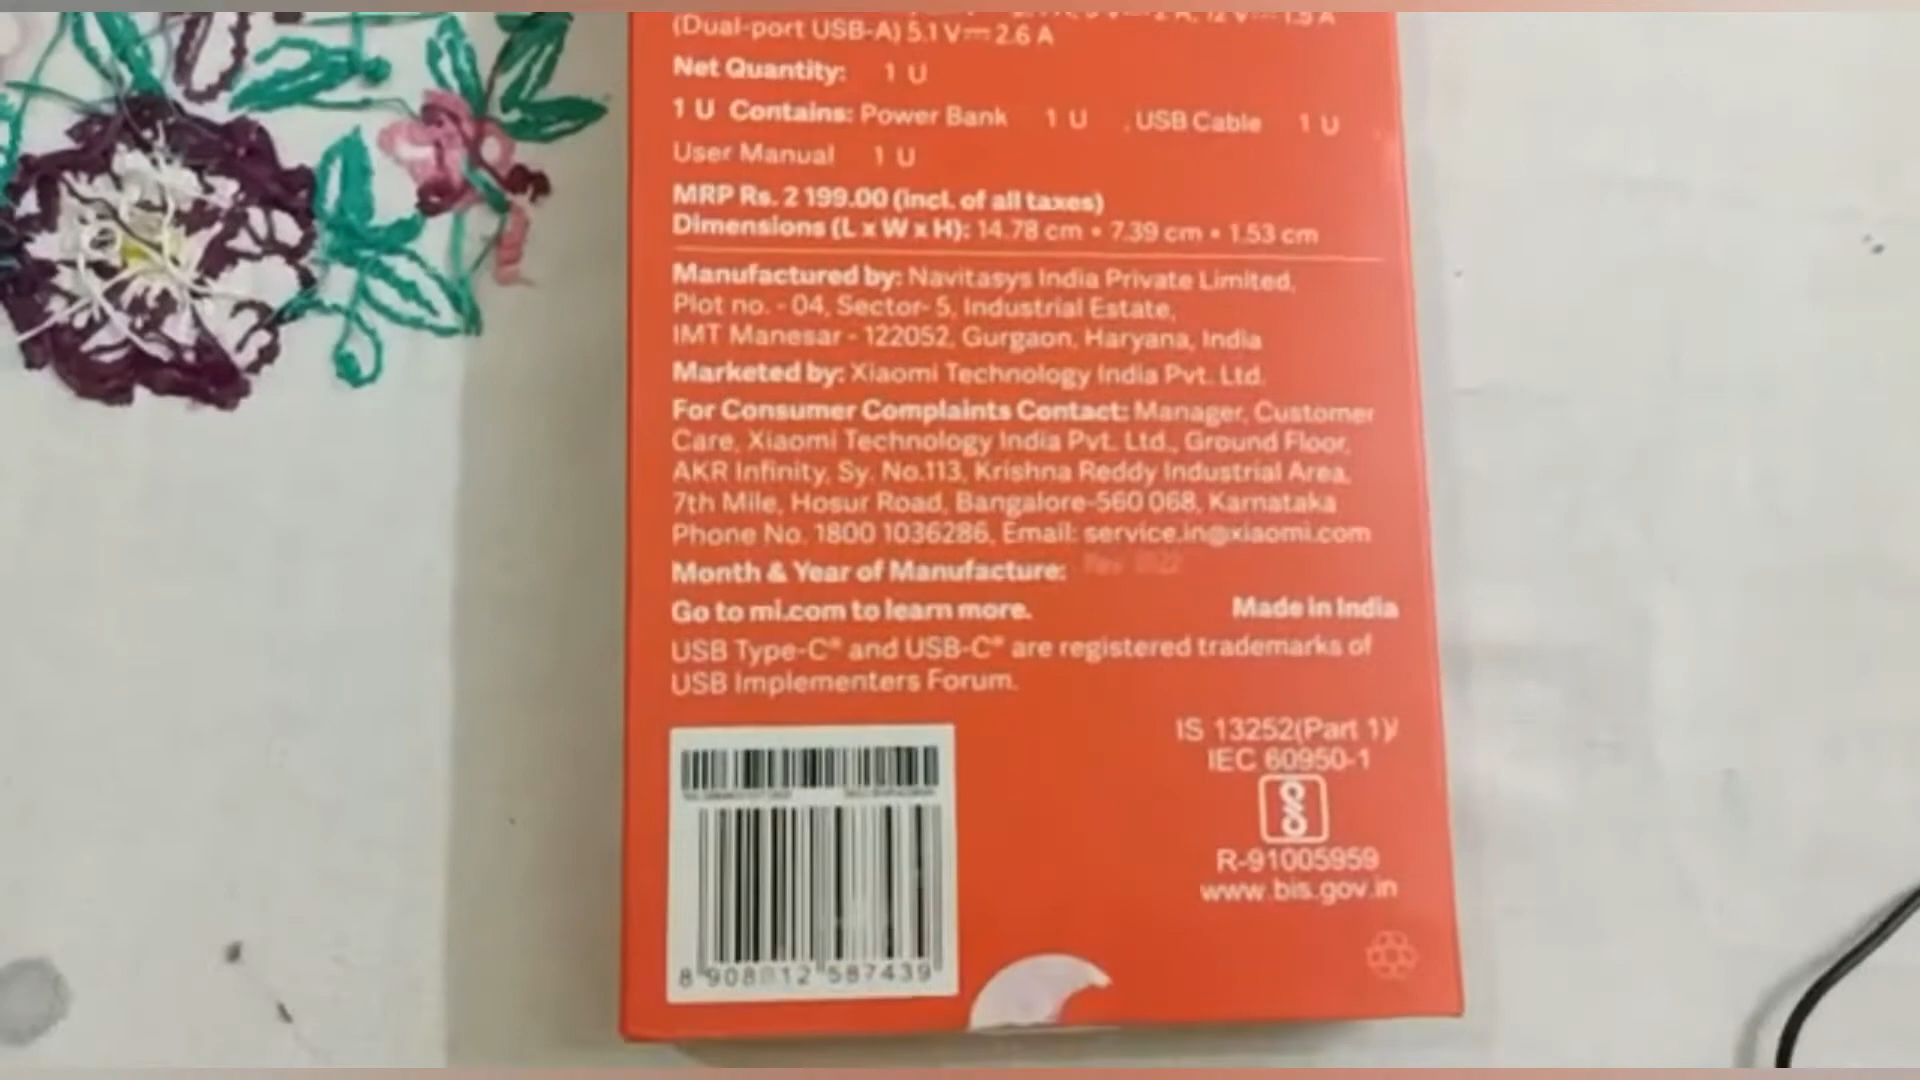 (Dual-port USB-A) 5.1 V⎓ 2.6 A
Net Quantity: 1 U
1 U Contains: Power Bank 1 U , USB Cable 1 U
User Manual 1 U
MRP Rs. 2 199.00 (incl. of all taxes)
Dimensions (L x W x H): 14.78 cm • 7.39 cm • 1.53 cm
Manufactured by: Navitasys India Private Limited,
Plot no. - 04, Sector- 5, Industrial Estate,
IMT Manesar - 122052, Gurgaon, Haryana, India
Marketed by: Xiaomi Technology India Pvt. Ltd.
For Consumer Complaints Contact: Manager, Customer
Care, Xiaomi Technology India Pvt. Ltd., Ground Floor,
AKR Infinity, Sy. No.113, Krishna Reddy Industrial Area,
7th Mile, Hosur Road, Bangalore-560 068, Karnataka
Phone No. 1800 1036286, Email: service.in@xiaomi.com
Month & Year of Manufacture:
Go to mi.com to learn more. Made in India
USB Type-C® and USB-C® are registered trademarks of
USB Implementers Forum.
IS 13252(Part 1)/
IEC 60950-1
R-91005959
www.bis.gov.in
587439